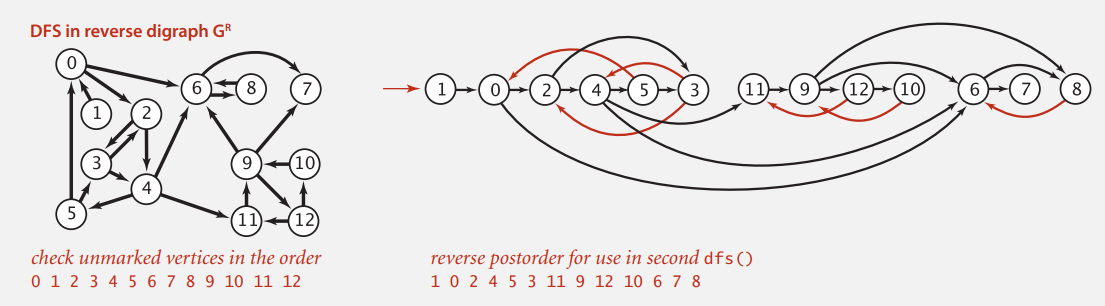 DFS in reverse digraph Gᴿ
0
6
8
7
1
2
3
9
10
4
5
11
12
1 0 2 4 5 3 11 9 12 10 6 7 8
check unmarked vertices in the order
0 1 2 3 4 5 6 7 8 9 10 11 12
reverse postorder for use in second dfs()
1 0 2 4 5 3 11 9 12 10 6 7 8